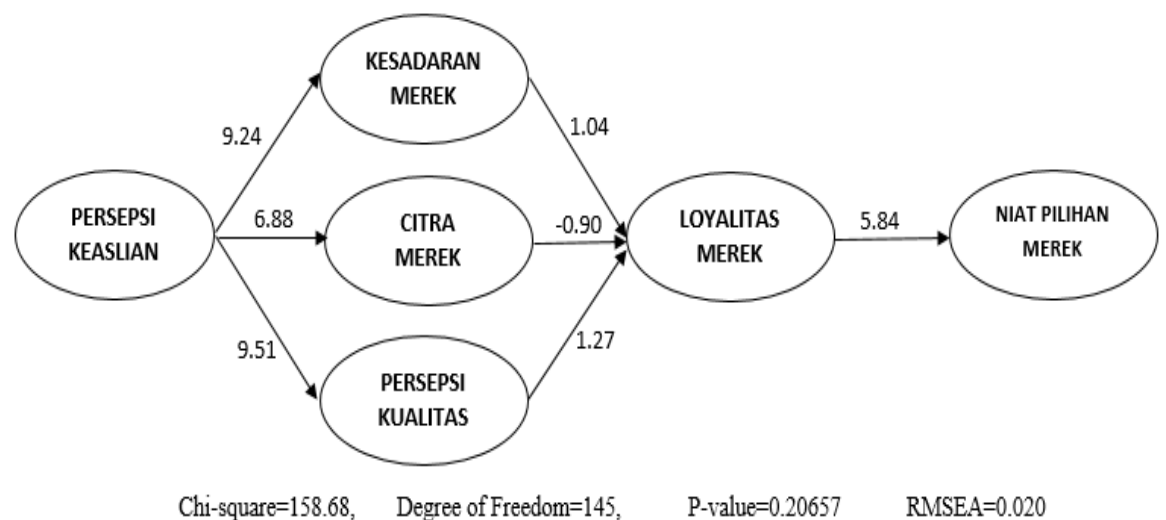 KESADARAN
MEREK
9.24
1.04
PERSEPSI
KEASLIAN
6.88
CITRA
MEREK
-0.90
LOYALITAS
MEREK
5.84
NIAT PILIHAN
MEREK
9.51
1.27
PERSEPSI
KUALITAS
Chi-square=158.68, Degree of Freedom=145, P-value=0.20657 RMSEA=0.020